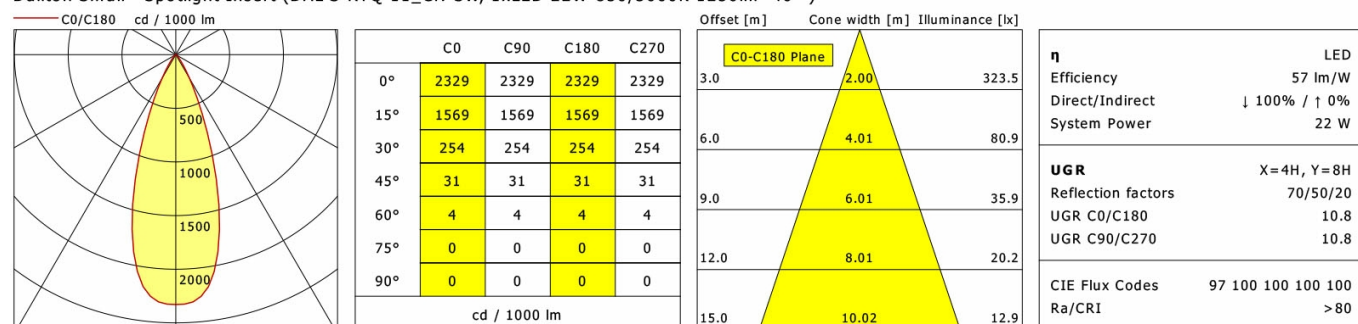 C0/C180 cd / 1000 lm
500
1000
1500
2000
C0 C90 C180 C270
0° 2329 2329 2329 2329
15° 1569 1569 1569 1569
30° 254 254 254 254
45° 31 31 31 31
60° 4 4 4 4
75° 0 0 0 0
90° 0 0 0 0
cd / 1000 lm
Offset [m] Cone width [m] Illuminance [lx]
C0-C180 Plane
3.0 2.00 323.5
6.0 4.01 80.9
9.0 6.01 35.9
12.0 8.01 20.2
15.0 10.02 12.9
η LED
Efficiency 57 lm/W
Direct/Indirect ↓ 100% / ↑ 0%
System Power 22 W
UGR X=4H, Y=8H
Reflection factors 70/50/20
UGR C0/C180 10.8
UGR C90/C270 10.8
CIE Flux Codes 97 100 100 100 100
Ra/CRI >80